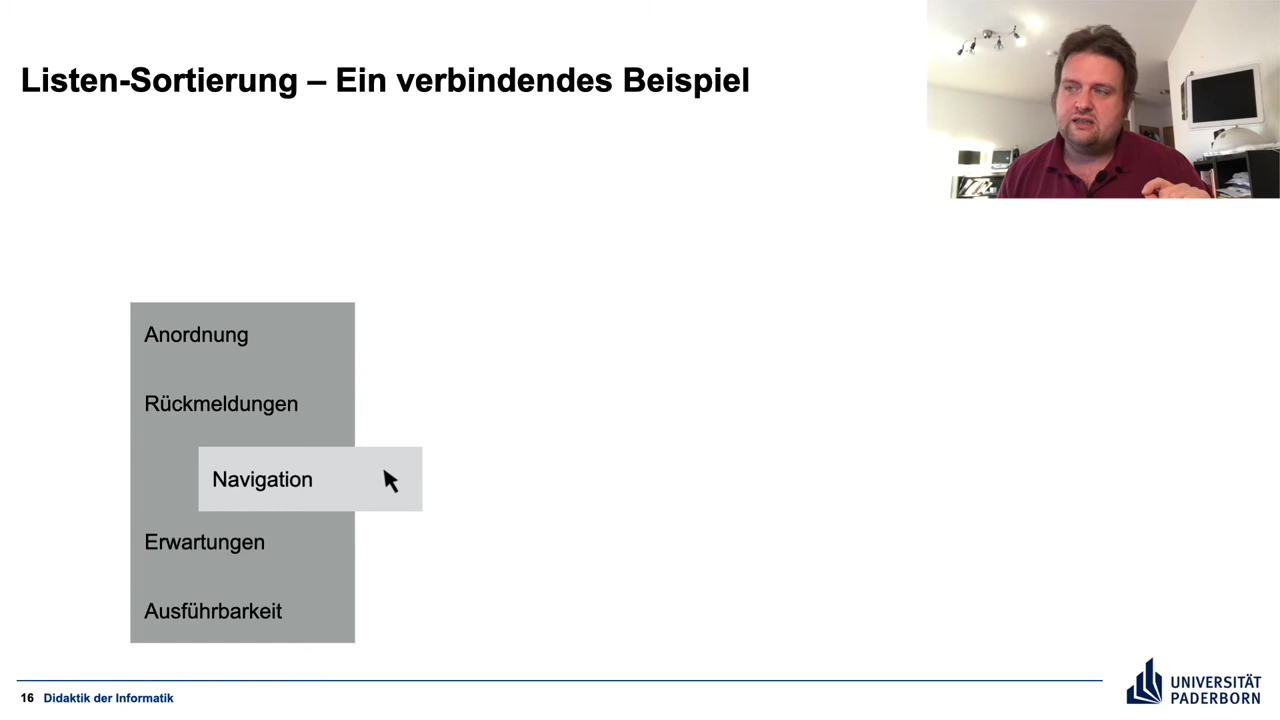 Listen-Sortierung – Ein verbindendes Beispiel
Anordnung
Rückmeldungen
Navigation
Erwartungen
Ausführbarkeit
16 Didaktik der Informatik
UNIVERSITÄT
PADERBORN